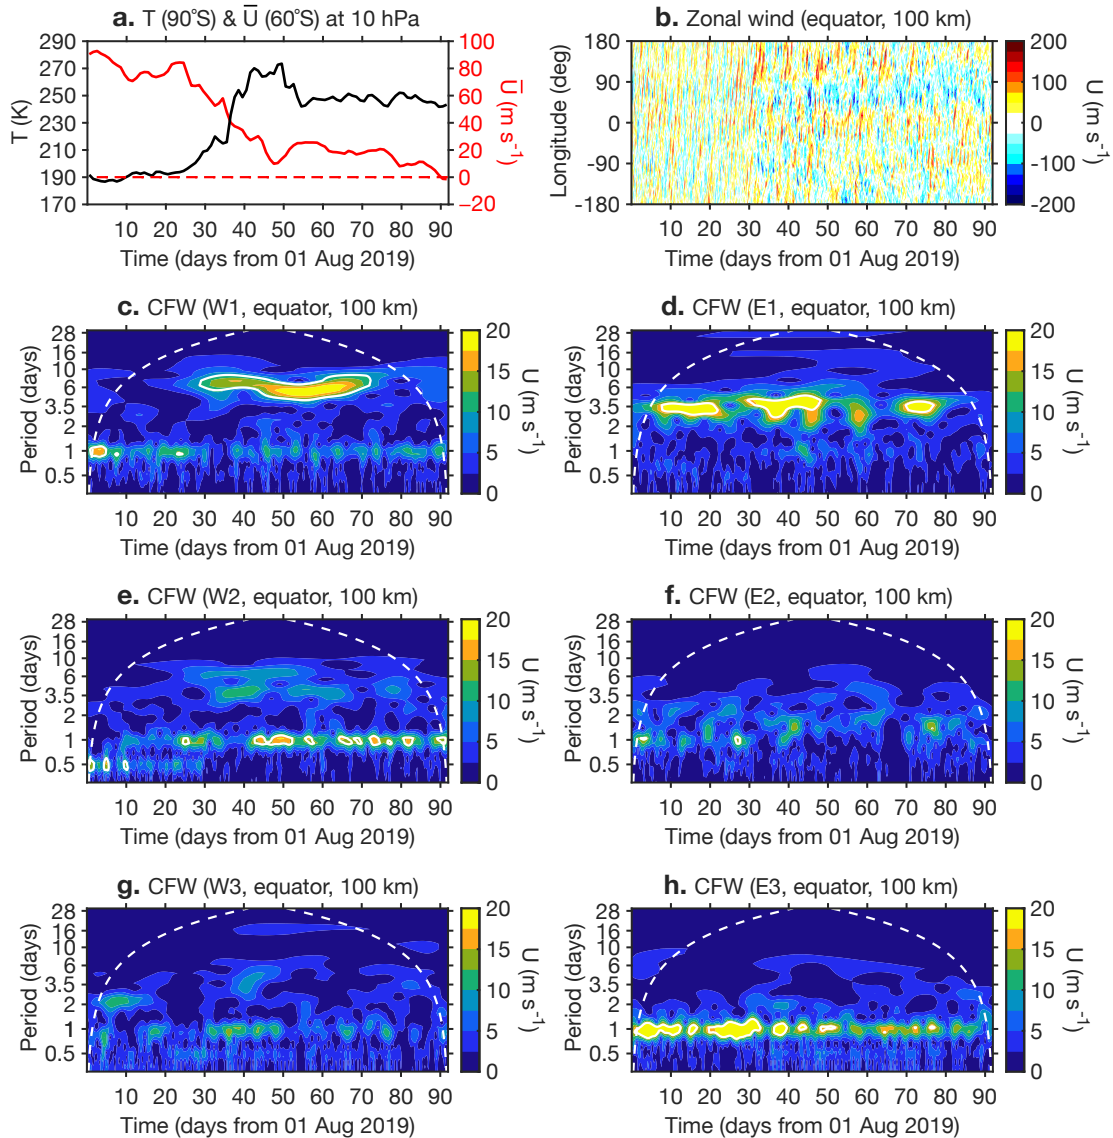 a. T (90°S) & U̅ (60°S) at 10 hPa
290
270
250
230
210
190
170
T (K)
100
80
60
40
20
0
−20
U̅ (m s⁻¹)
10 20 30 40 50 60 70 80 90
Time (days from 01 Aug 2019)
b. Zonal wind (equator, 100 km)
180
90
0
-90
-180
Longitude (deg)
200
100
0
-100
-200
U (m s⁻¹)
10 20 30 40 50 60 70 80 90
Time (days from 01 Aug 2019)
c. CFW (W1, equator, 100 km)
28
16
10
6
3.5
2
1
0.5
Period (days)
20
15
10
5
0
U (m s⁻¹)
10 20 30 40 50 60 70 80 90
Time (days from 01 Aug 2019)
d. CFW (E1, equator, 100 km)
28
16
10
6
3.5
2
1
0.5
Period (days)
20
15
10
5
0
U (m s⁻¹)
10 20 30 40 50 60 70 80 90
Time (days from 01 Aug 2019)
e. CFW (W2, equator, 100 km)
28
16
10
6
3.5
2
1
0.5
Period (days)
20
15
10
5
0
U (m s⁻¹)
10 20 30 40 50 60 70 80 90
Time (days from 01 Aug 2019)
f. CFW (E2, equator, 100 km)
28
16
10
6
3.5
2
1
0.5
Period (days)
20
15
10
5
0
U (m s⁻¹)
10 20 30 40 50 60 70 80 90
Time (days from 01 Aug 2019)
g. CFW (W3, equator, 100 km)
28
16
10
6
3.5
2
1
0.5
Period (days)
20
15
10
5
0
U (m s⁻¹)
10 20 30 40 50 60 70 80 90
Time (days from 01 Aug 2019)
h. CFW (E3, equator, 100 km)
28
16
10
6
3.5
2
1
0.5
Period (days)
20
15
10
5
0
U (m s⁻¹)
10 20 30 40 50 60 70 80 90
Time (days from 01 Aug 2019)